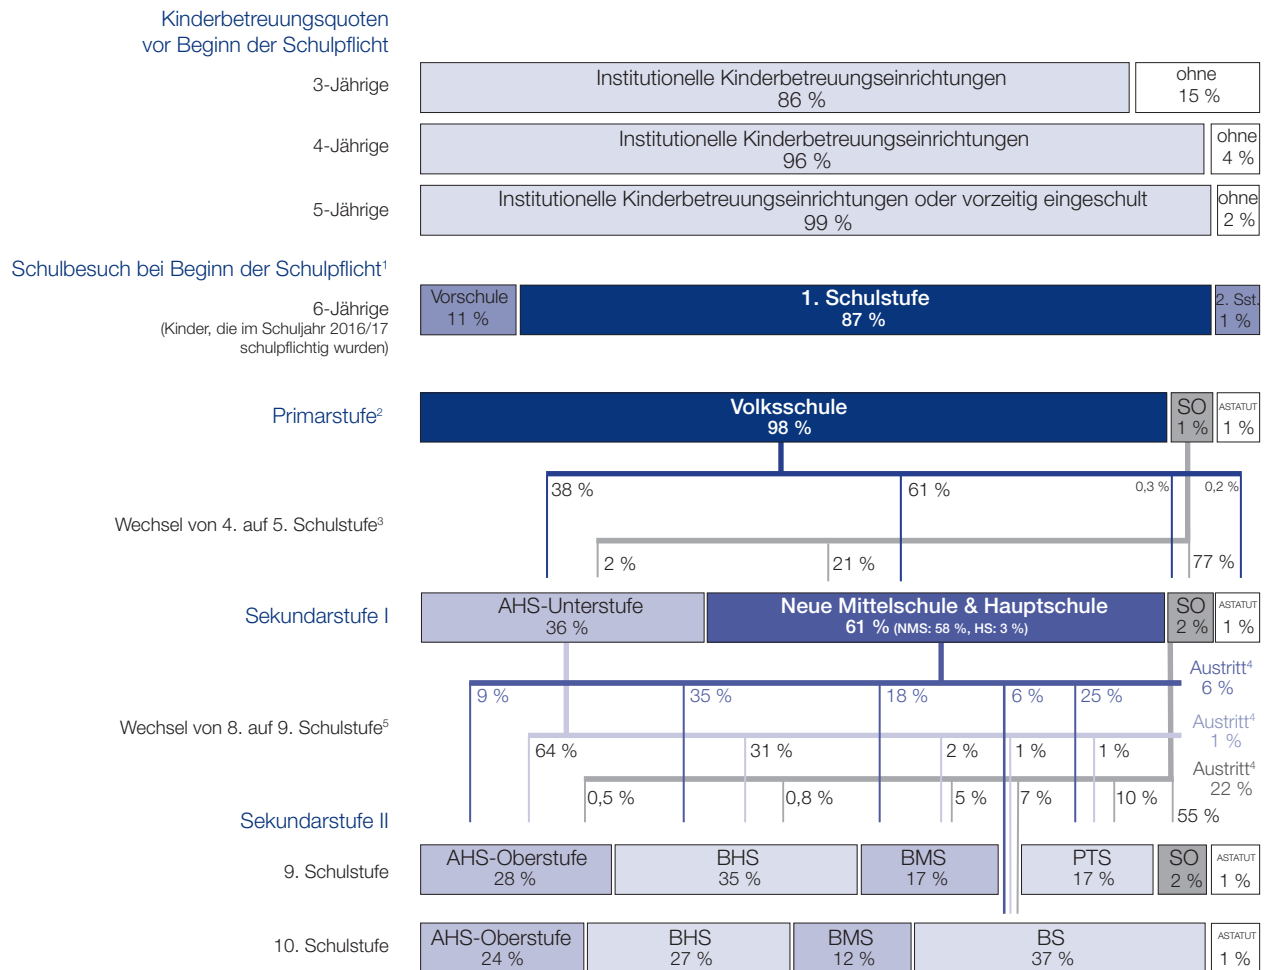 Kinderbetreuungsquoten
vor Beginn der Schulpflicht
3-Jährige
Institutionelle Kinderbetreuungseinrichtungen
86 %
ohne
15 %
4-Jährige
Institutionelle Kinderbetreuungseinrichtungen
96 %
ohne
4 %
5-Jährige
Institutionelle Kinderbetreuungseinrichtungen oder vorzeitig eingeschult
99 %
ohne
2 %
Schulbesuch bei Beginn der Schulpflicht¹
6-Jährige
(Kinder, die im Schuljahr 2016/17
schulpflichtig wurden)
Vorschule
11 %
1. Schulstufe
87 %
2. Sst.
1 %
Primarstufe²
Volksschule
98 %
SO
1 %
ASTATUT
1 %
Wechsel von 4. auf 5. Schulstufe³
38 %
61 %
0,3 %
0,2 %
2 %
21 %
77 %
Sekundarstufe I
AHS-Unterstufe
36 %
Neue Mittelschule & Hauptschule
61 % (NMS: 58 %, HS: 3 %)
SO
2 %
ASTATUT
1 %
Wechsel von 8. auf 9. Schulstufe⁵
9 %
35 %
18 %
6 %
25 %
Austritt⁴
6 %
64 %
31 %
2 %
1 %
1 %
Austritt⁴
1 %
0,5 %
0,8 %
5 %
7 %
10 %
55 %
Austritt⁴
22 %
Sekundarstufe II
9. Schulstufe
AHS-Oberstufe
28 %
BHS
35 %
BMS
17 %
PTS
17 %
SO
2 %
ASTATUT
1 %
10. Schulstufe
AHS-Oberstufe
24 %
BHS
27 %
BMS
12 %
BS
37 %
ASTATUT
1 %